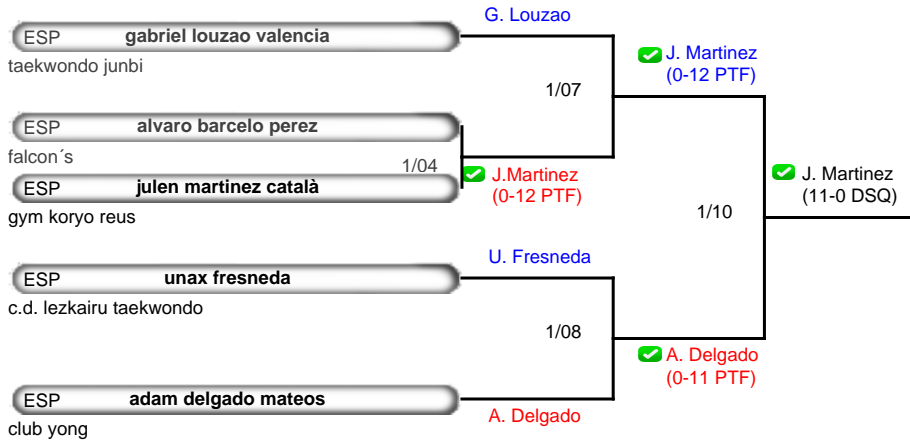 G. Louzao
ESP gabriel louzao valencia
taekwondo junbi
J. Martinez
(0-12 PTF)
1/07
ESP alvaro barcelo perez
falcon´s
1/04
J.Martinez
(0-12 PTF)
ESP julen martinez català
gym koryo reus
J. Martinez
(11-0 DSQ)
1/10
U. Fresneda
ESP unax fresneda
c.d. lezkairu taekwondo
1/08
A. Delgado
(0-11 PTF)
ESP adam delgado mateos
A. Delgado
club yong